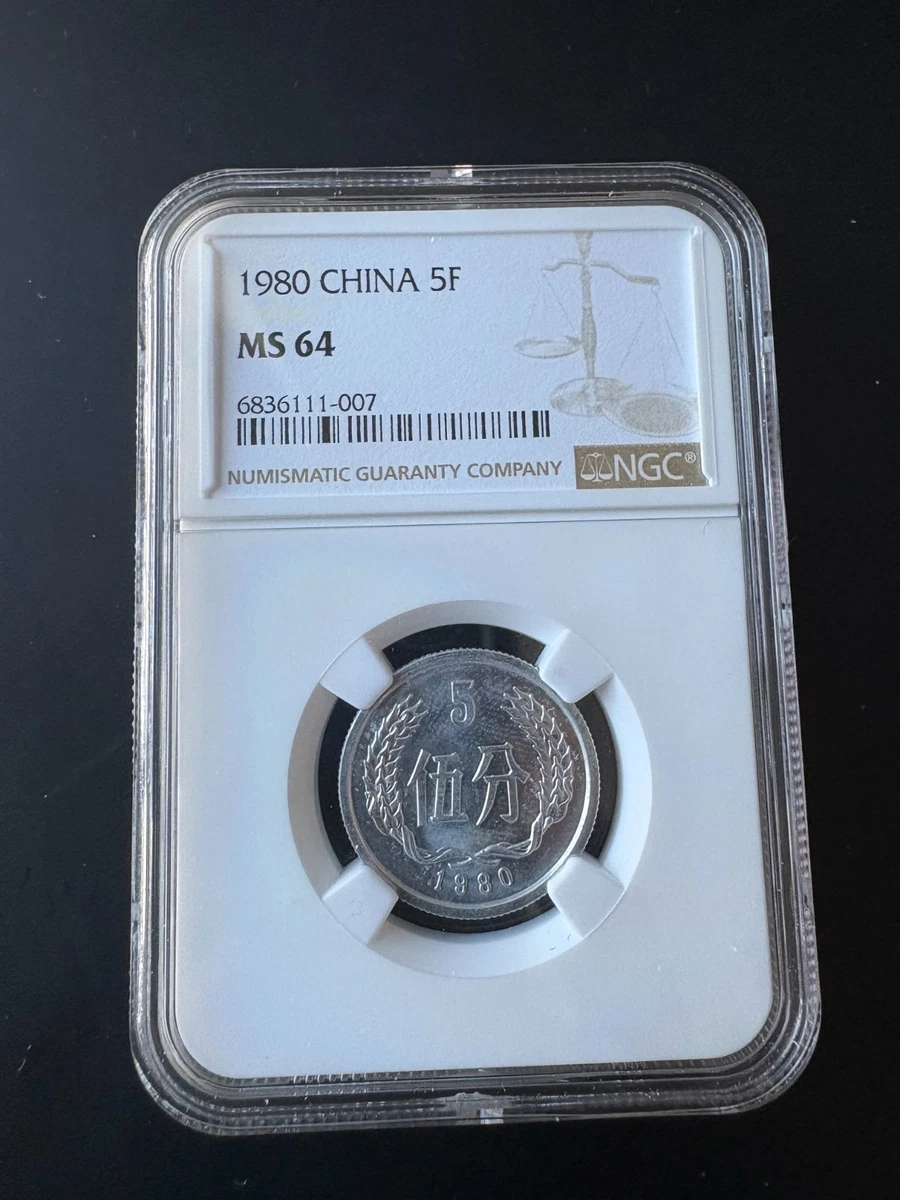 1980 CHINA 5F
MS 64
6836111-007
NUMISMATIC GUARANTY COMPANY
NGC®
5
伍分
1980